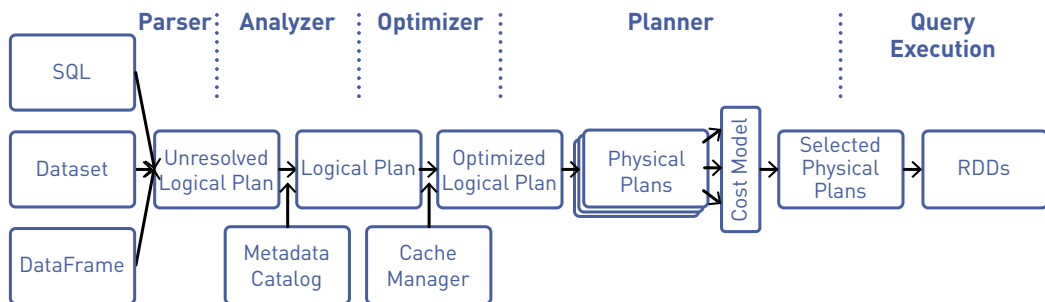 Parser
Analyzer
Optimizer
Planner
Query
Execution
SQL
Dataset
DataFrame
Unresolved
Logical Plan
Logical Plan
Optimized
Logical Plan
Physical
Plans
Cost Model
Selected
Physical
Plans
RDDs
Metadata
Catalog
Cache
Manager